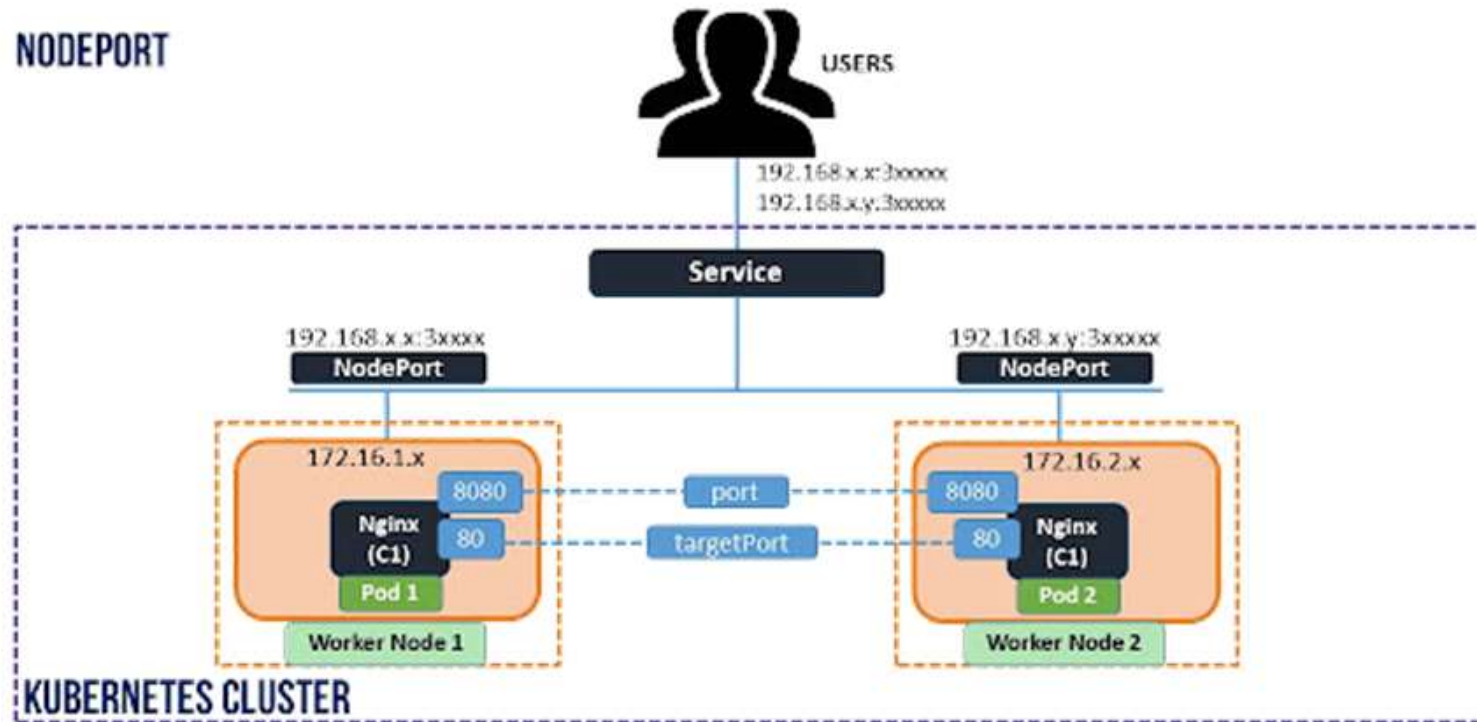 NODEPORT
USERS
192.168.x.x:3xxxxx
192.168.x.y:3xxxxx
Service
192.168.x.x:3xxxx
NodePort
192.168.x.y:3xxxxx
NodePort
172.16.1.x
172.16.2.x
8080
port
8080
Nginx
(C1)
80
targetPort
80
Nginx
(C1)
Pod 1
Pod 2
Worker Node 1
Worker Node 2
KUBERNETES CLUSTER